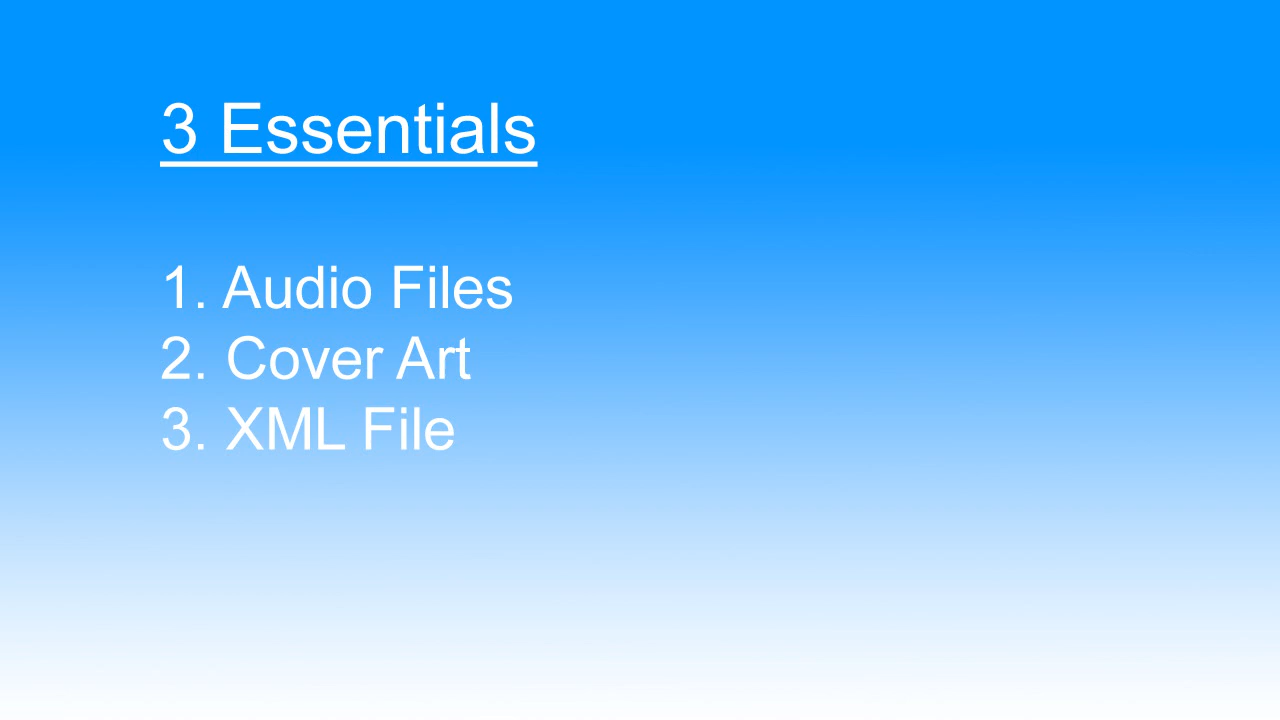 3 Essentials
1. Audio Files
2. Cover Art
3. XML File